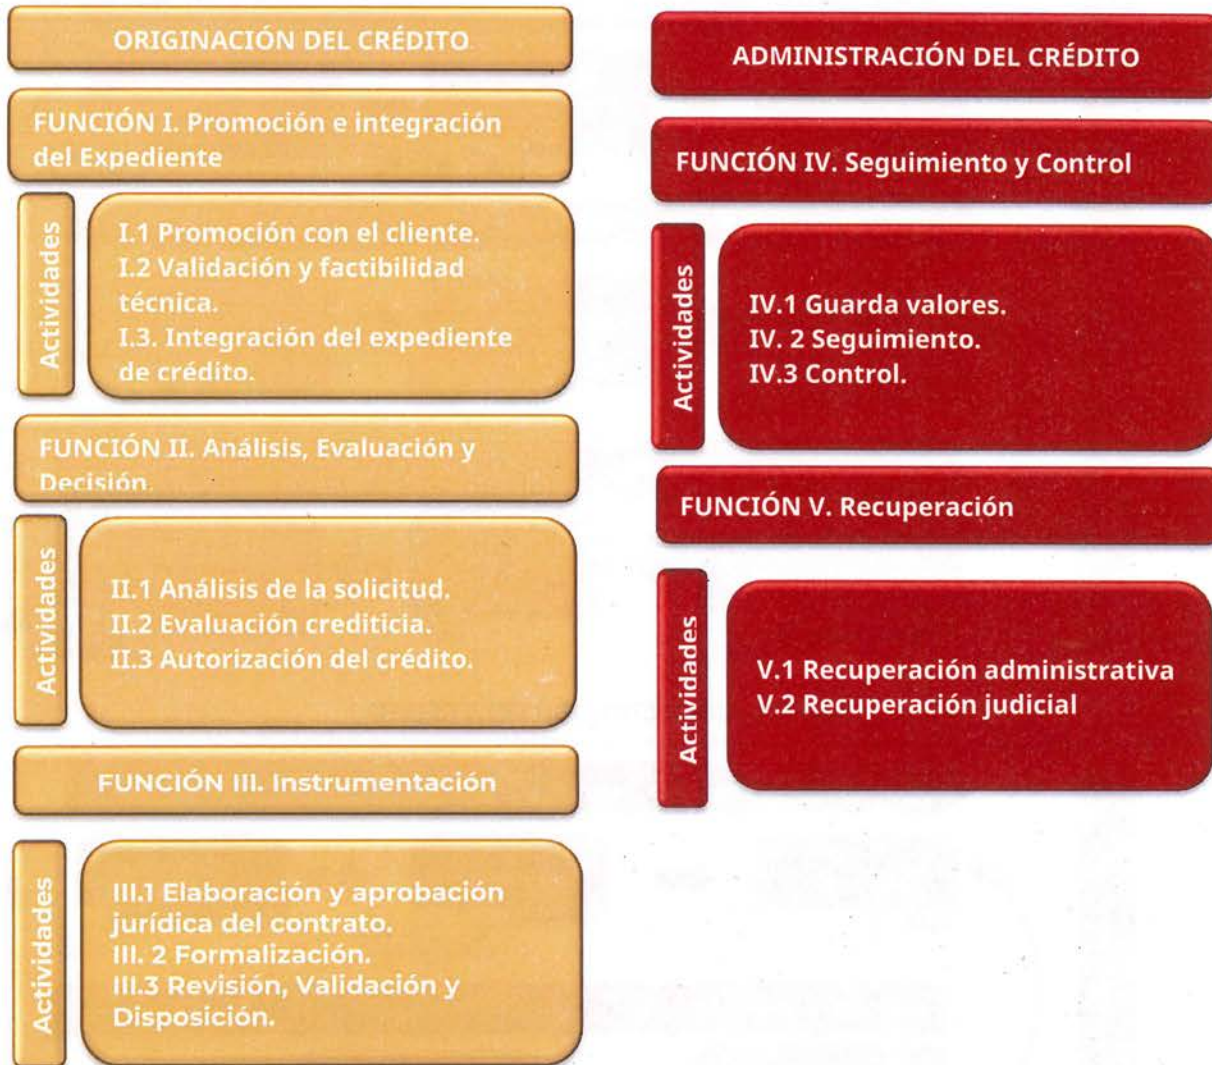 ORIGINACIÓN DEL CRÉDITO
FUNCIÓN I. Promoción e integración
del Expediente
Actividades
I.1 Promoción con el cliente.
I.2 Validación y factibilidad
técnica.
I.3. Integración del expediente
de crédito.
FUNCIÓN II. Análisis, Evaluación y
Decisión.
Actividades
II.1 Análisis de la solicitud.
II.2 Evaluación crediticia.
II.3 Autorización del crédito.
FUNCIÓN III. Instrumentación
Actividades
III.1 Elaboración y aprobación
jurídica del contrato.
III. 2 Formalización.
III.3 Revisión, Validación y
Disposición.
ADMINISTRACIÓN DEL CRÉDITO
FUNCIÓN IV. Seguimiento y Control
Actividades
IV.1 Guarda valores.
IV. 2 Seguimiento.
IV.3 Control.
FUNCIÓN V. Recuperación
Actividades
V.1 Recuperación administrativa
V.2 Recuperación judicial